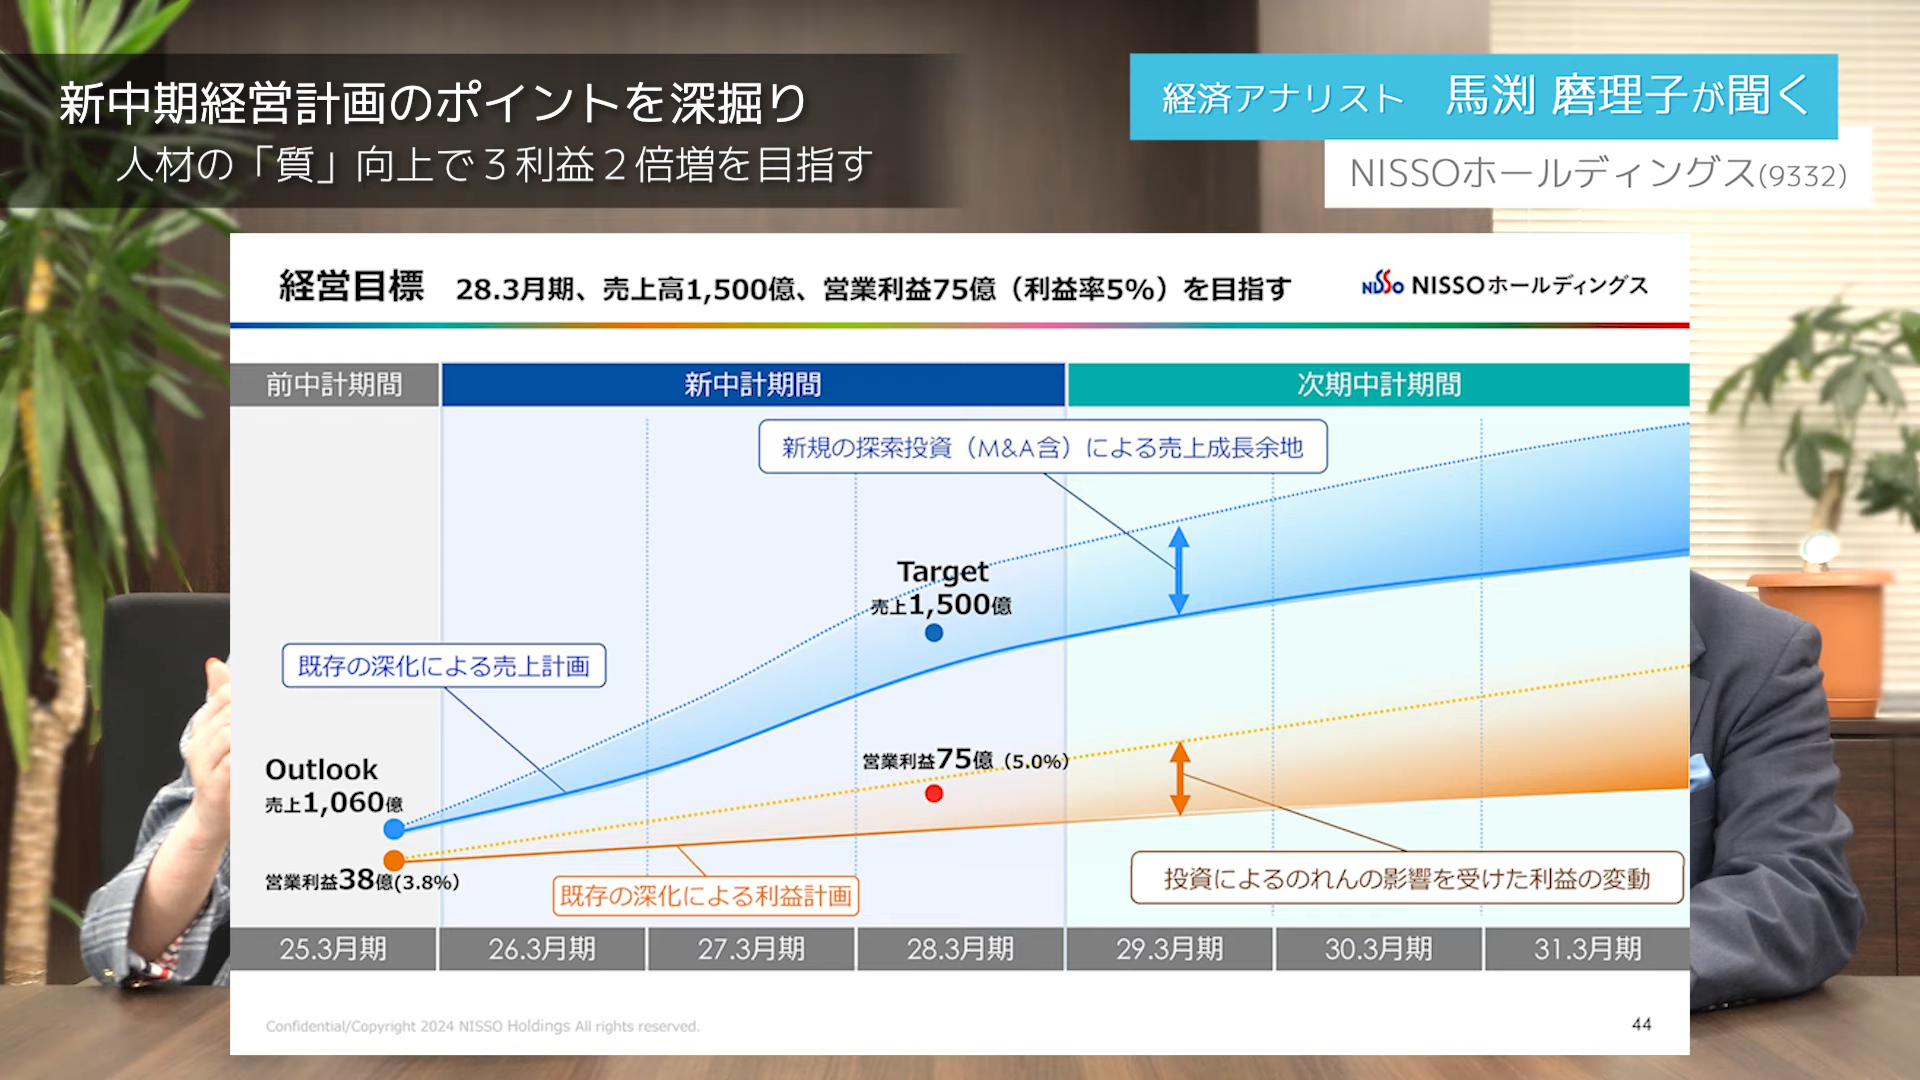 新中期経営計画のポイントを深掘り
人材の「質」向上で３利益２倍増を目指す
経済アナリスト 馬渕 磨理子が聞く
NISSOホールディングス(9332)
経営目標 28.3月期、売上高1,500億、営業利益75億（利益率5%）を目指す
NISSO NISSOホールディングス
前中計期間 新中計期間 次期中計期間
新規の探索投資（M&A含）による売上成長余地
Target
売上1,500億
既存の深化による売上計画
Outlook
売上1,060億
営業利益75億（5.0%）
営業利益38億(3.8%)
既存の深化による利益計画
投資によるのれんの影響を受けた利益の変動
25.3月期 26.3月期 27.3月期 28.3月期 29.3月期 30.3月期 31.3月期
Confidential/Copyright 2024 NISSO Holdings All rights reserved.
44